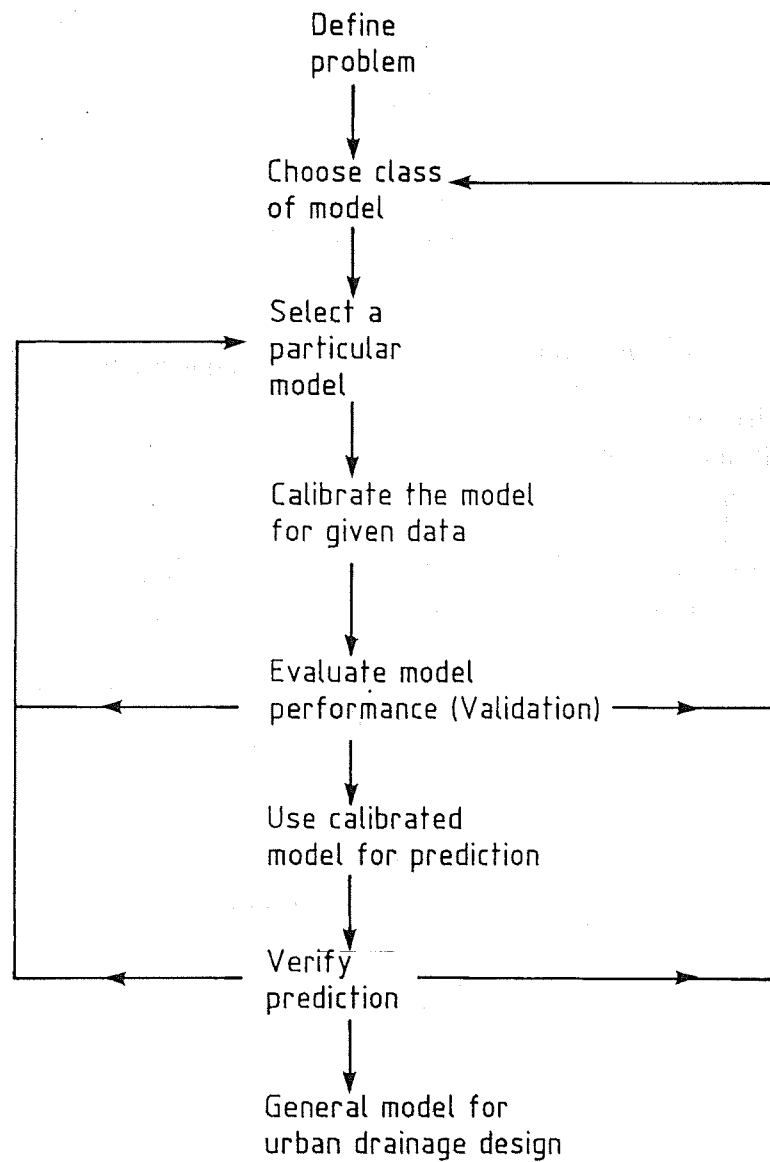 Define
problem
Choose class
of model
Select a
particular
model
Calibrate the model
for given data
Evaluate model
performance (Validation)
Use calibrated
model for prediction
Verify
prediction
General model for
urban drainage design